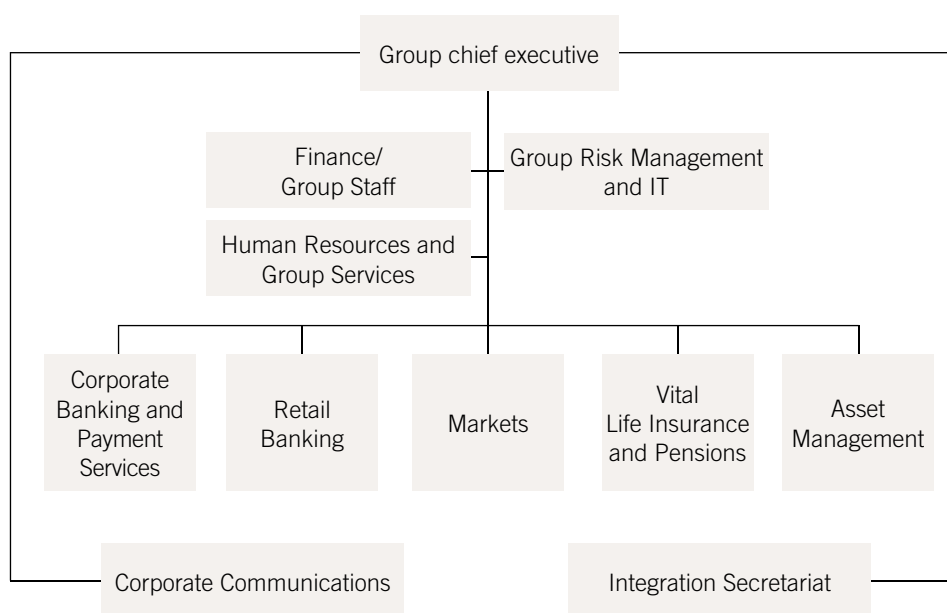 Group chief executive
Finance/
Group Staff
Group Risk Management
and IT
Human Resources and
Group Services
Corporate
Banking and
Payment
Services
Retail
Banking
Markets
Vital
Life Insurance
and Pensions
Asset
Management
Corporate Communications
Integration Secretariat